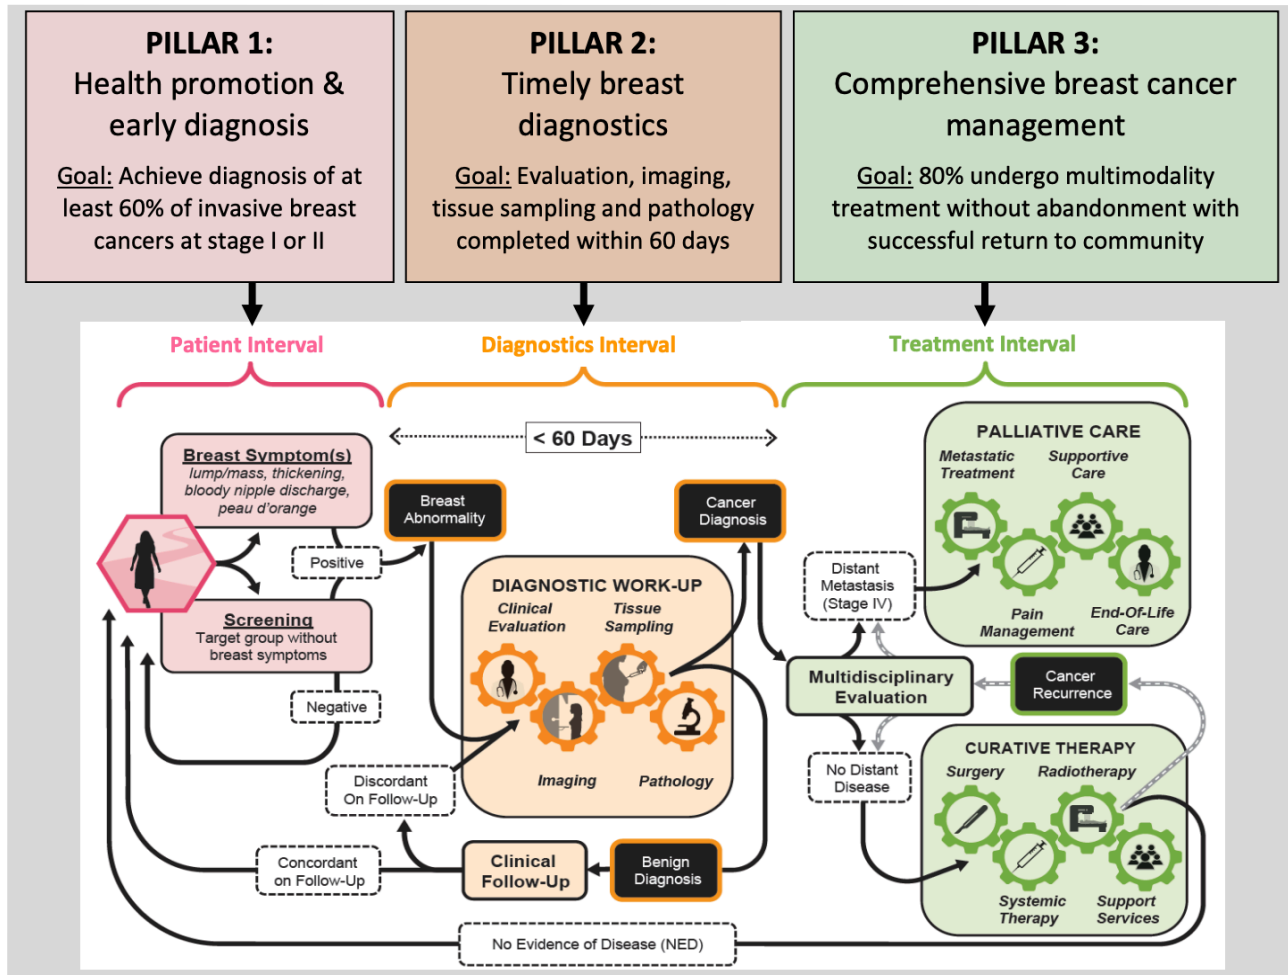 PILLAR 1:
Health promotion &
early diagnosis
Goal: Achieve diagnosis of at
least 60% of invasive breast
cancers at stage I or II
PILLAR 2:
Timely breast
diagnostics
Goal: Evaluation, imaging,
tissue sampling and pathology
completed within 60 days
PILLAR 3:
Comprehensive breast cancer
management
Goal: 80% undergo multimodality
treatment without abandonment with
successful return to community
Patient Interval
Diagnostics Interval
Treatment Interval
< 60 Days
Breast Symptom(s)
lump/mass, thickening,
bloody nipple discharge,
peau d'orange
Positive
Screening
Target group without
breast symptoms
Negative
Breast
Abnormality
DIAGNOSTIC WORK-UP
Clinical
Evaluation
Tissue
Sampling
Imaging
Pathology
Cancer
Diagnosis
Discordant
On Follow-Up
Concordant
on Follow-Up
Clinical
Follow-Up
Benign
Diagnosis
No Evidence of Disease (NED)
Distant
Metastasis
(Stage IV)
Multidisciplinary
Evaluation
No Distant
Disease
Cancer
Recurrence
PALLIATIVE CARE
Metastatic
Treatment
Supportive
Care
Pain
Management
End-Of-Life
Care
CURATIVE THERAPY
Surgery
Radiotherapy
Systemic
Therapy
Support
Services